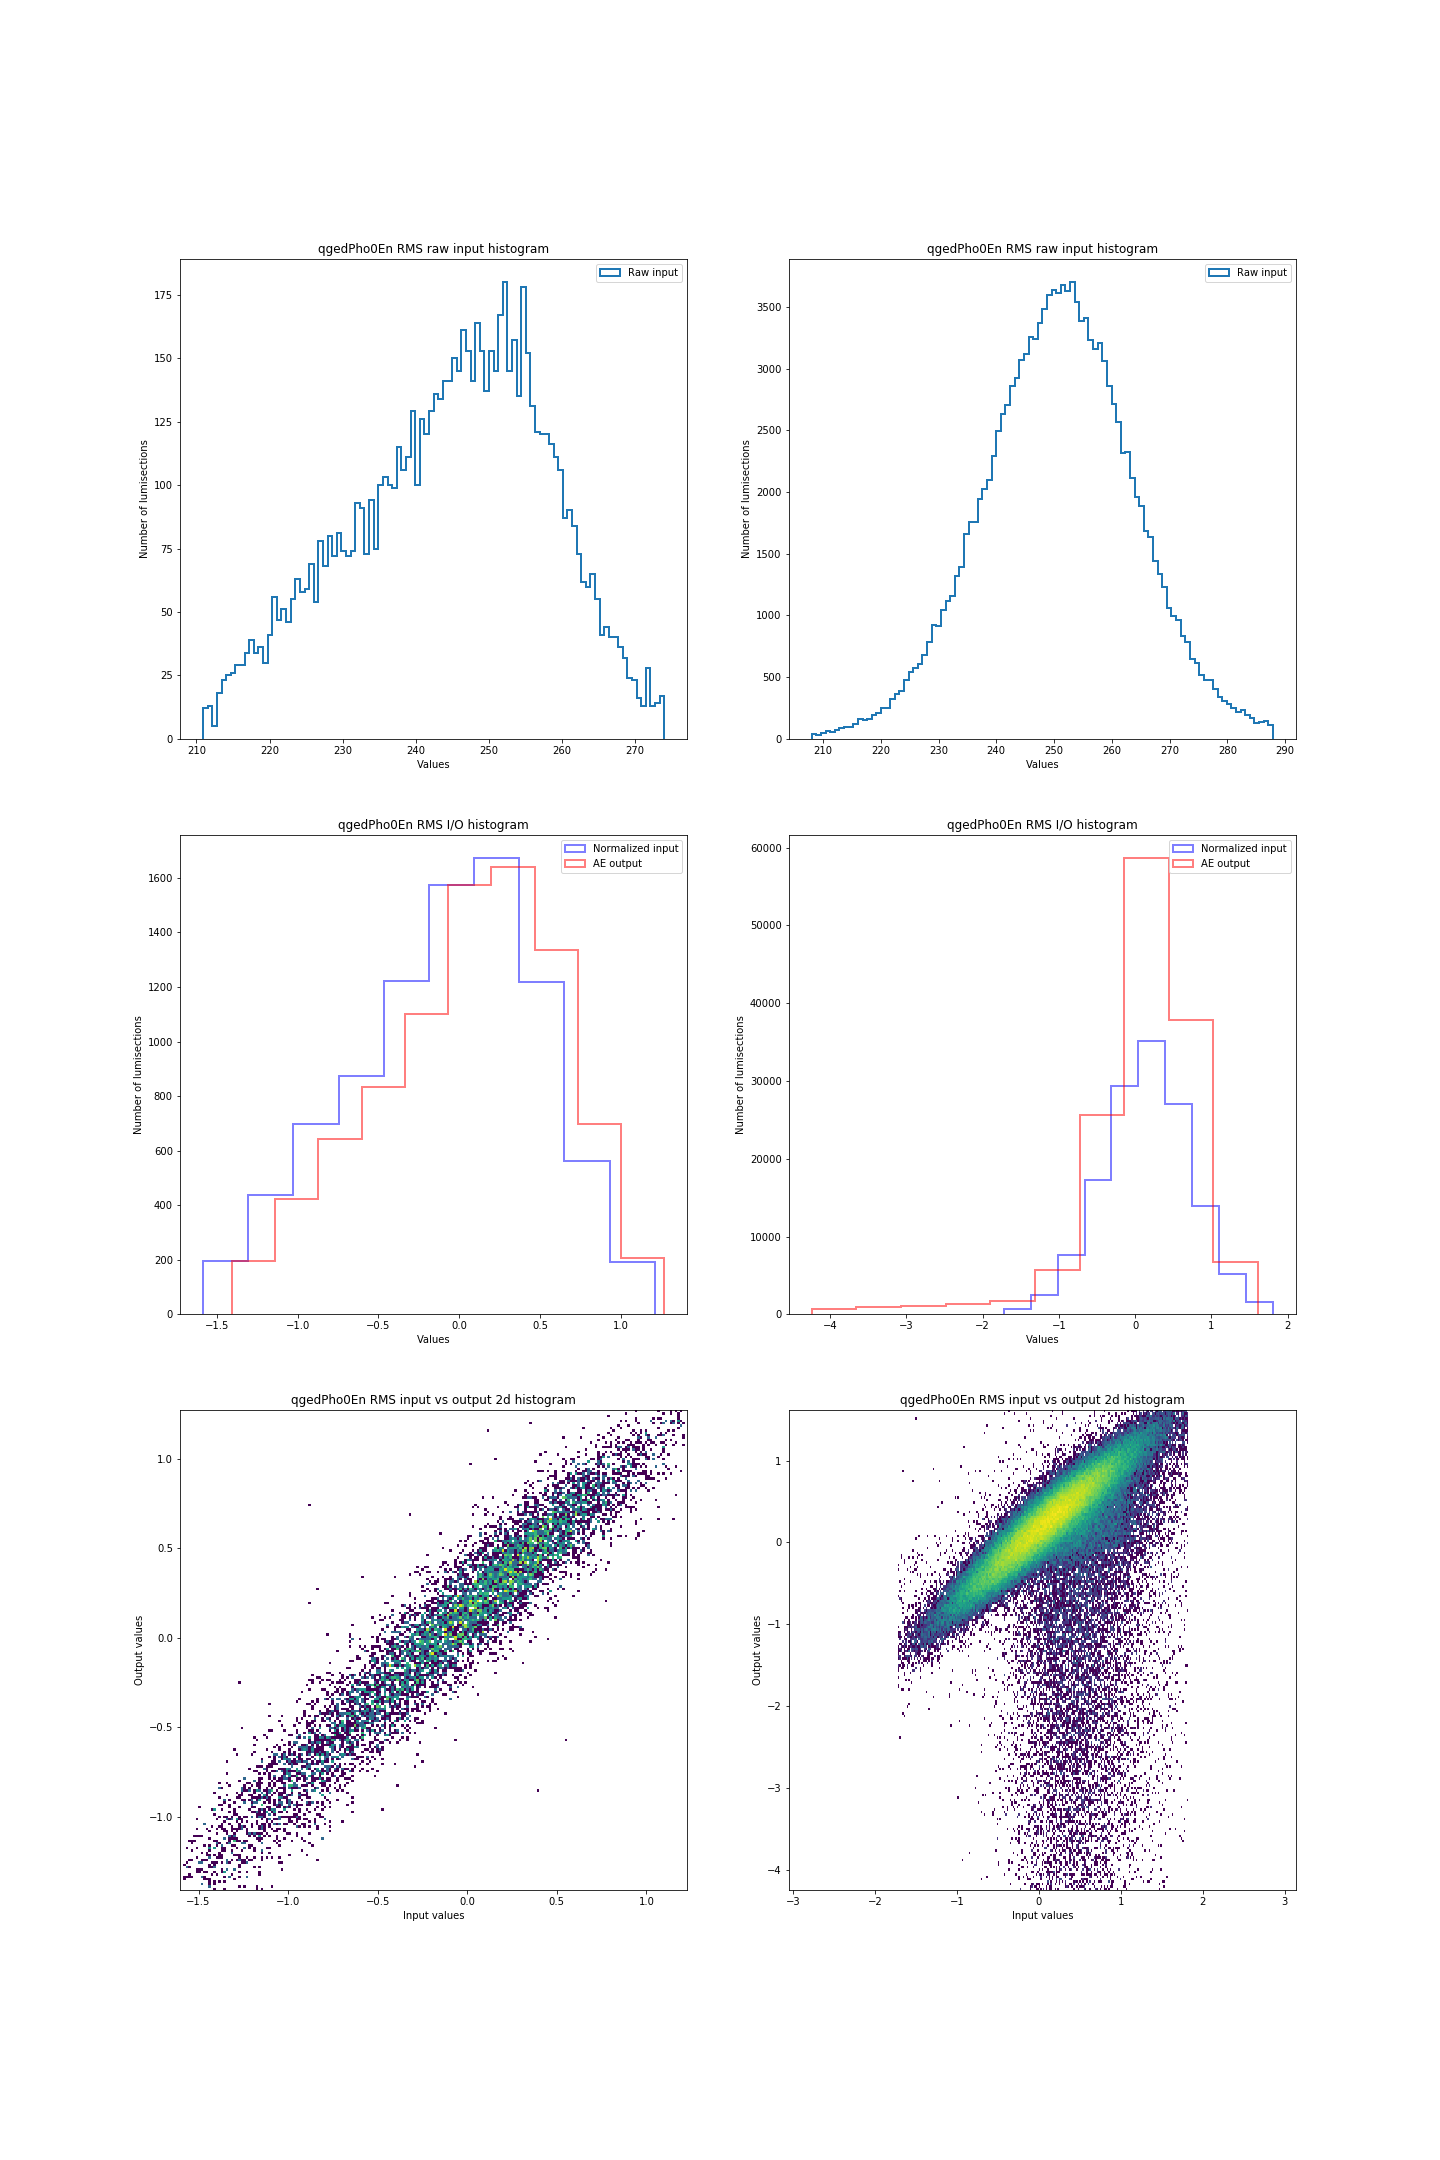 qgedPho0En RMS raw input histogram
Raw input
Number of lumisections
175
150
125
100
75
50
25
0
210 220 230 240 250 260 270
Values
qgedPho0En RMS raw input histogram
Raw input
Number of lumisections
3500
3000
2500
2000
1500
1000
500
0
210 220 230 240 250 260 270 280 290
Values
qgedPho0En RMS I/O histogram
Normalized input
AE output
Number of lumisections
1600
1400
1200
1000
800
600
400
200
0
−1.5 −1.0 −0.5 0.0 0.5 1.0
Values
qgedPho0En RMS I/O histogram
Normalized input
AE output
Number of lumisections
60000
50000
40000
30000
20000
10000
0
−4 −3 −2 −1 0 1 2
Values
qgedPho0En RMS input vs output 2d histogram
Output values
1.0
0.5
0.0
−0.5
−1.0
−1.5 −1.0 −0.5 0.0 0.5 1.0
Input values
qgedPho0En RMS input vs output 2d histogram
Output values
1
0
−1
−2
−3
−4
−3 −2 −1 0 1 2 3
Input values